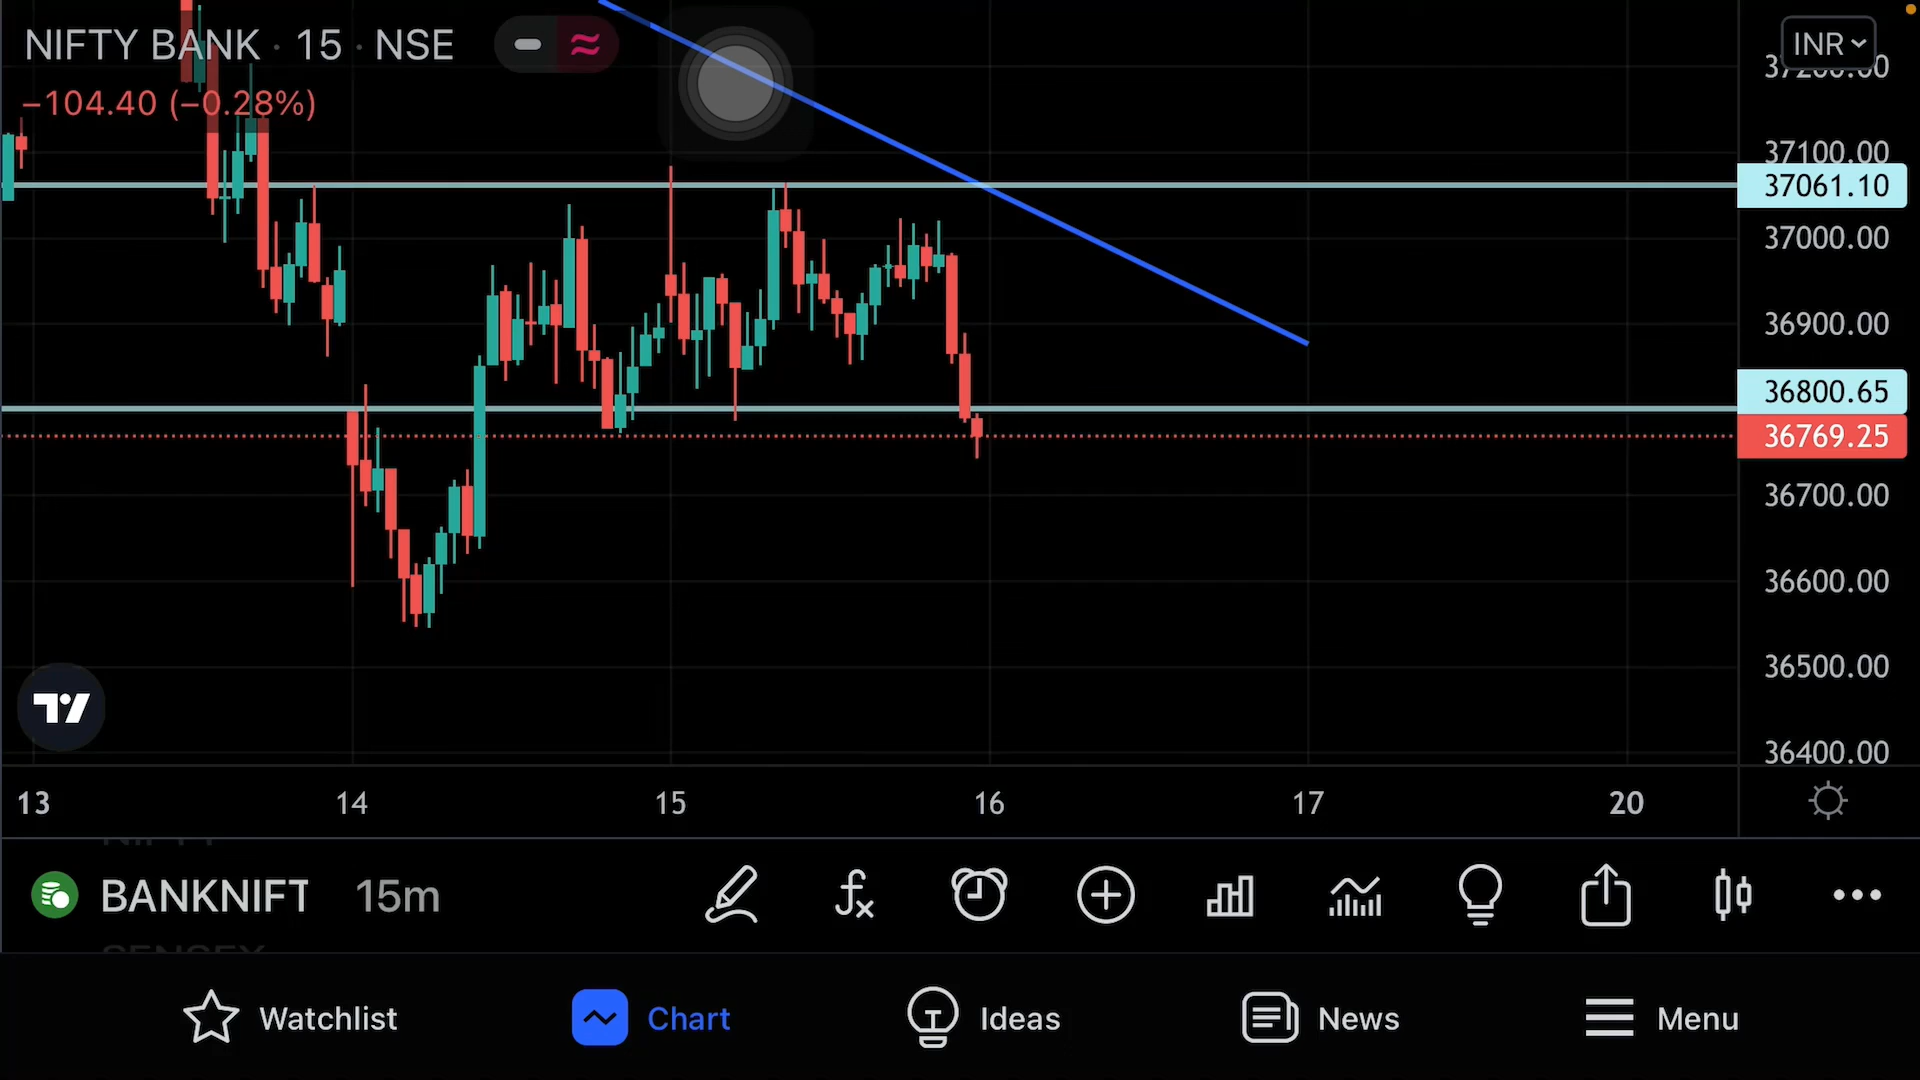 NIFTY BANK · 15 · NSE
INR
−104.40 (−0.28%)
37200.00
37100.00
37061.10
37000.00
36900.00
36800.65
36769.25
36700.00
36600.00
36500.00
36400.00
13 14 15 16 17 20
BANKNIFT 15m
Watchlist Chart Ideas News Menu